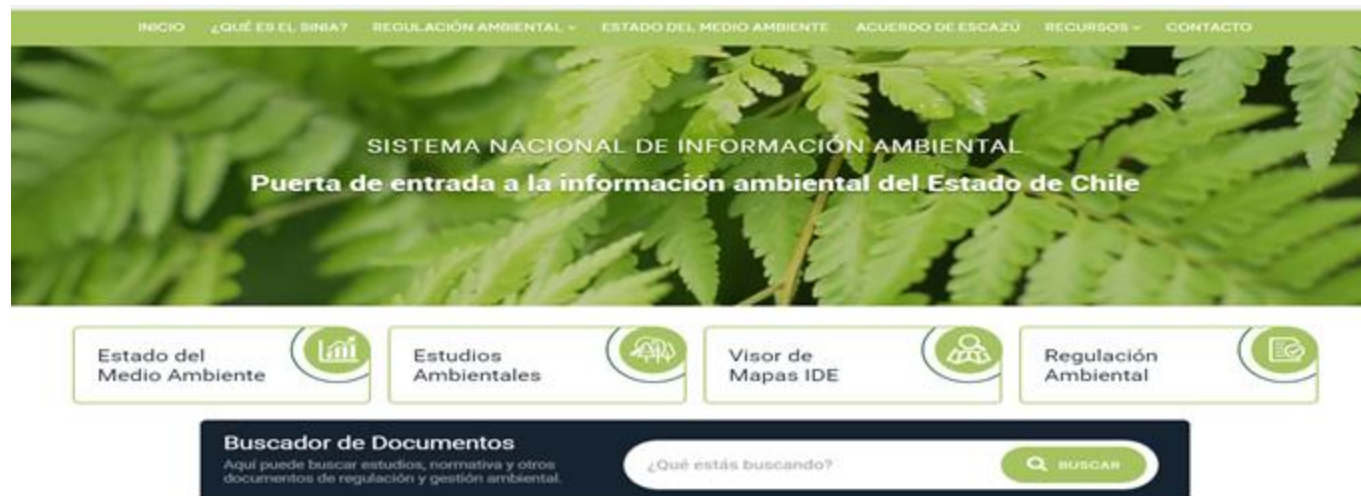 INICIO ¿QUÉ ES EL SINIA? REGULACIÓN AMBIENTAL ESTADO DEL MEDIO AMBIENTE ACUERDO DE ESCAZÚ RECURSOS CONTACTO
SISTEMA NACIONAL DE INFORMACIÓN AMBIENTAL
Puerta de entrada a la información ambiental del Estado de Chile
Estado del
Medio Ambiente
Estudios
Ambientales
Visor de
Mapas IDE
Regulación
Ambiental
Buscador de Documentos
Aquí puede buscar estudios, normativa y otros
documentos de regulación y gestión ambiental.
¿Qué estás buscando?
BUSCAR